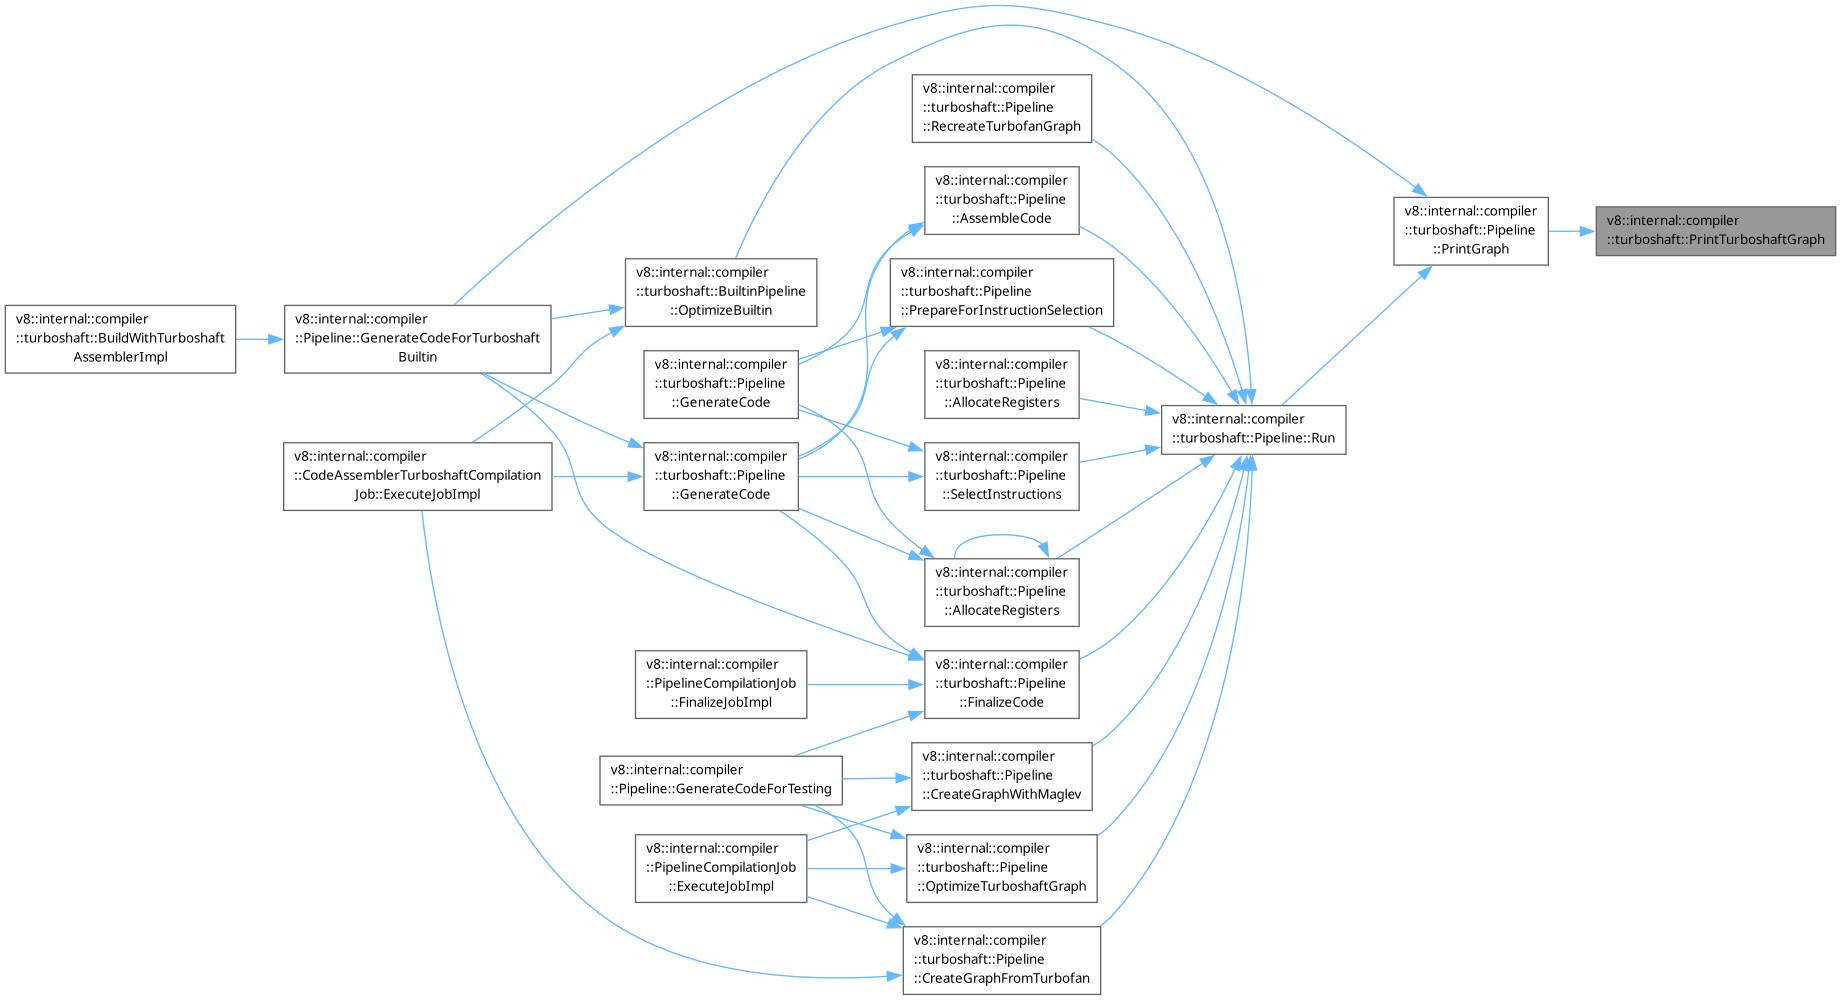 v8::internal::compiler
::turboshaft::Pipeline
::RecreateTurbofanGraph
v8::internal::compiler
::turboshaft::Pipeline
::AssembleCode
v8::internal::compiler
::turboshaft::Pipeline
::PrintGraph
v8::internal::compiler
::turboshaft::PrintTurboshaftGraph
v8::internal::compiler
::turboshaft::BuiltinPipeline
::OptimizeBuiltin
v8::internal::compiler
::turboshaft::Pipeline
::PrepareForInstructionSelection
v8::internal::compiler
::turboshaft::BuildWithTurboshaft
AssemblerImpl
v8::internal::compiler
::Pipeline::GenerateCodeForTurboshaft
Builtin
v8::internal::compiler
::turboshaft::Pipeline
::GenerateCode
v8::internal::compiler
::turboshaft::Pipeline
::AllocateRegisters
v8::internal::compiler
::turboshaft::Pipeline::Run
v8::internal::compiler
::CodeAssemblerTurboshaftCompilation
Job::ExecuteJobImpl
v8::internal::compiler
::turboshaft::Pipeline
::GenerateCode
v8::internal::compiler
::turboshaft::Pipeline
::SelectInstructions
v8::internal::compiler
::turboshaft::Pipeline
::AllocateRegisters
v8::internal::compiler
::PipelineCompilationJob
::FinalizeJobImpl
v8::internal::compiler
::turboshaft::Pipeline
::FinalizeCode
v8::internal::compiler
::Pipeline::GenerateCodeForTesting
v8::internal::compiler
::turboshaft::Pipeline
::CreateGraphWithMaglev
v8::internal::compiler
::PipelineCompilationJob
::ExecuteJobImpl
v8::internal::compiler
::turboshaft::Pipeline
::OptimizeTurboshaftGraph
v8::internal::compiler
::turboshaft::Pipeline
::CreateGraphFromTurbofan